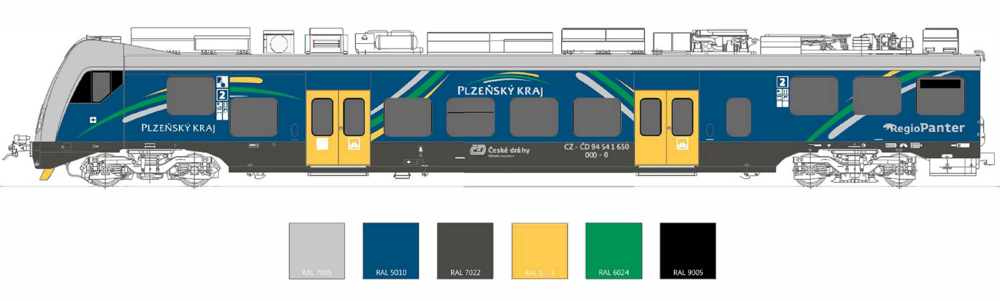 2
PLZEŇSKÝ KRAJ
PLZEŇSKÝ KRAJ
ČD České dráhy
CZ - ČD 94 54 1 650
000 - 0
2
RegioPanter
RAL 7035
RAL 5010
RAL 7022
RAL 6024
RAL 9005